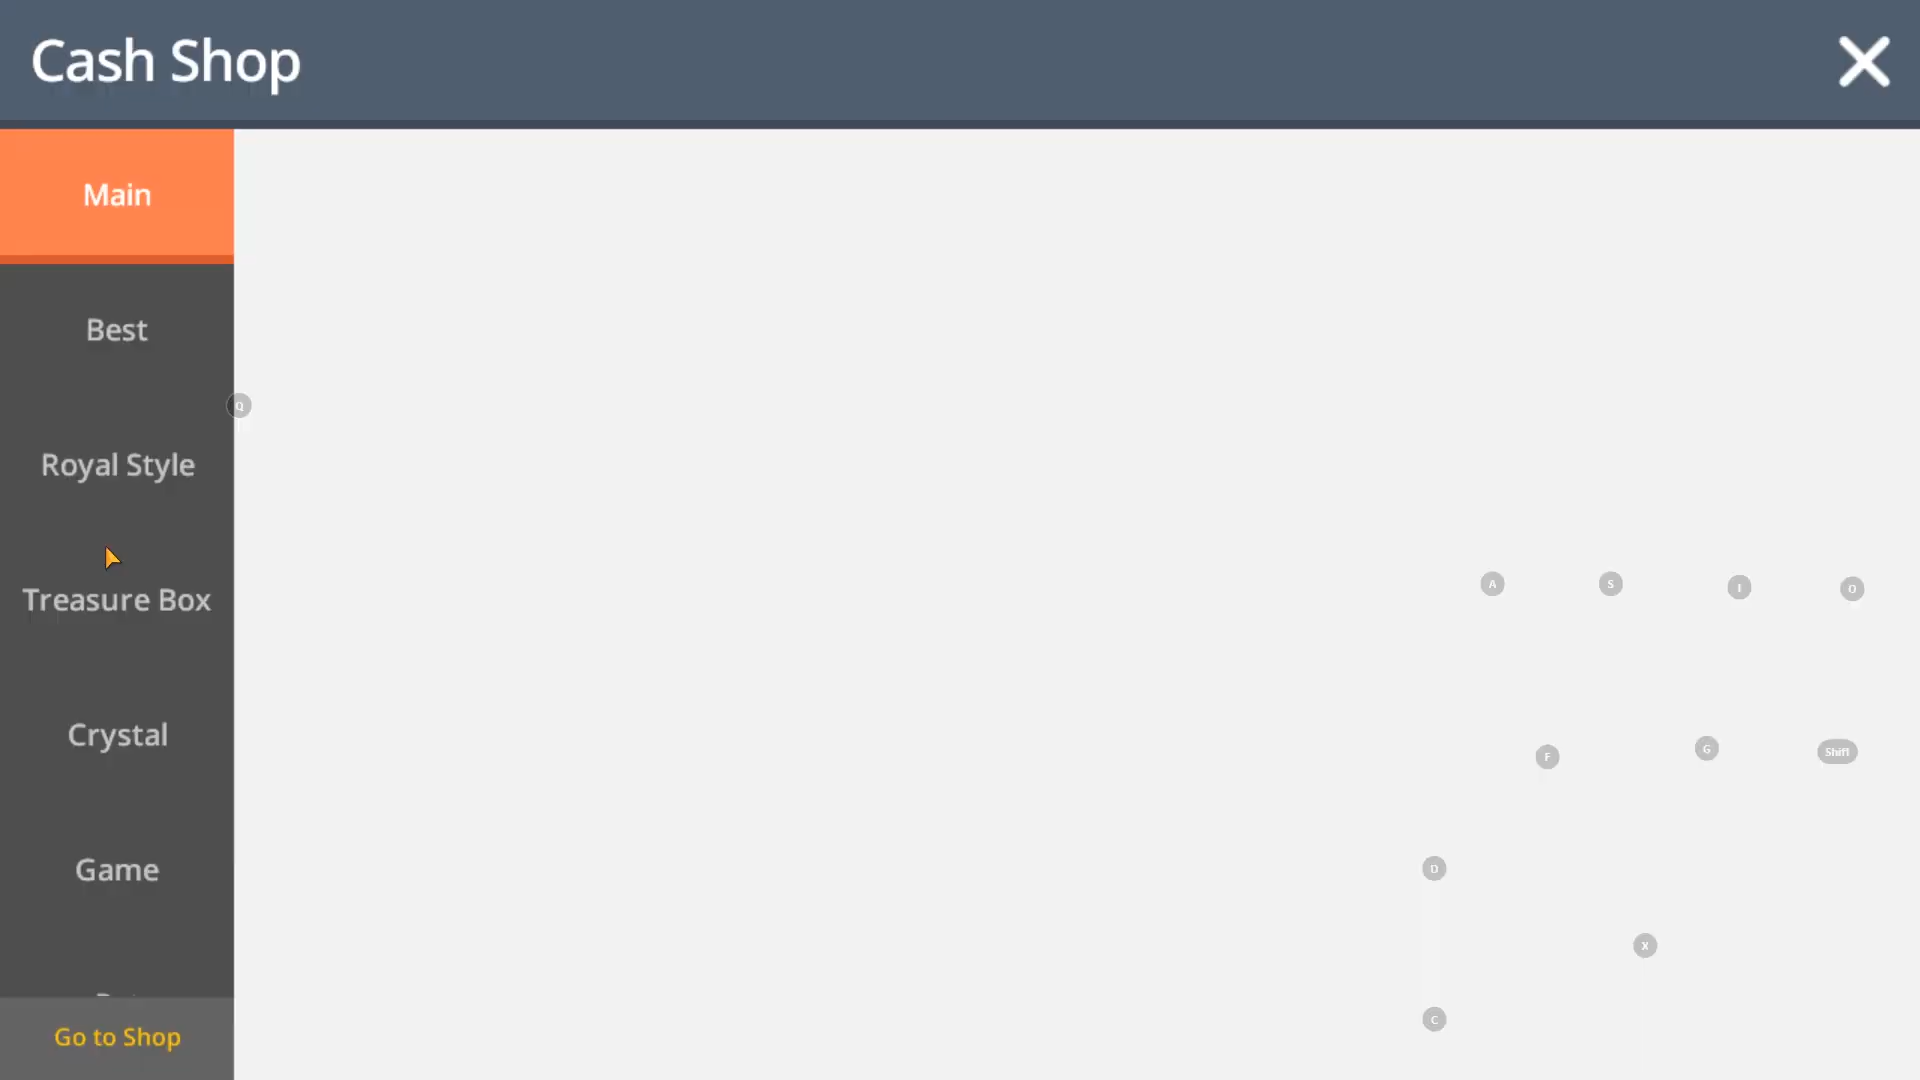 Cash Shop
Main
Best
Q
Royal Style
A
S
I
O
Treasure Box
Crystal
F
G
Shift
Game
D
X
C
Go to Shop